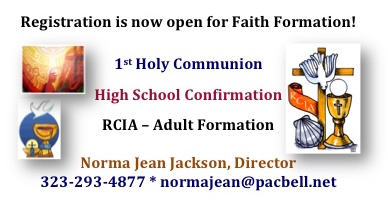 Registration is now open for Faith Formation!
1st Holy Communion
High School Confirmation
RCIA
RCIA – Adult Formation
Norma Jean Jackson, Director
323-293-4877 * normajean@pacbell.net